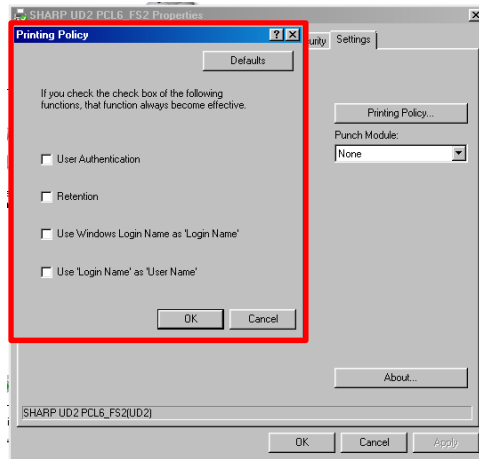 SHARP UD2 PCL6_FS2 Properties
Printing Policy
Defaults
If you check the check box of the following
functions, that function always become effective.
User Authentication
Retention
Use Windows Login Name as 'Login Name'
Use 'Login Name' as 'User Name'
OK Cancel
urity Settings
Printing Policy...
Punch Module:
None
About...
SHARP UD2 PCL6_FS2(UD2)
OK Cancel Apply